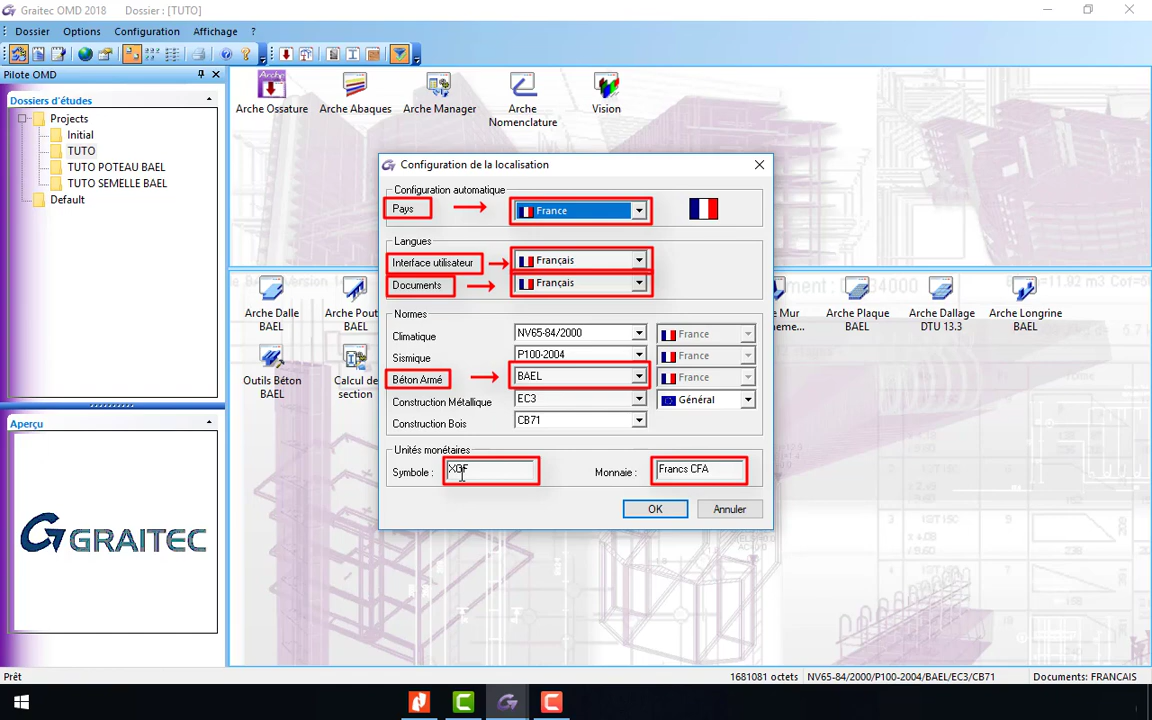 Graitec OMD 2018 Dossier : [TUTO]
Dossier Options Configuration Affichage ?
Pilote OMD
Dossiers d'études
Projects
Initial
TUTO
TUTO POTEAU BAEL
TUTO SEMELLE BAEL
Default
Aperçu
GRAITEC
Arche
Arche Ossature
Arche Abaques
Arche Manager
Arche
Nomenclature
Vision
Configuration de la localisation
Configuration automatique
Pays
France
Langues
Interface utilisateur
Français
Documents
Français
Normes
Climatique
NV65-84/2000
France
Sismique
P100-2004
France
Béton Armé
BAEL
France
Construction Métallique
EC3
Général
Construction Bois
CB71
Unités monétaires
Symbole :
Monnaie :
Francs CFA
OK
Annuler
Arche Dalle
BAEL
Arche Pout
BAEL
Mur
Arche Plaque
BAEL
Arche Dallage
DTU 13.3
Arche Longrine
BAEL
Outils Béton
BAEL
Calcul de
section
Prêt
1681081 octets
NV65-84/2000/P100-2004/BAEL/EC3/CB71
Documents: FRANCAIS